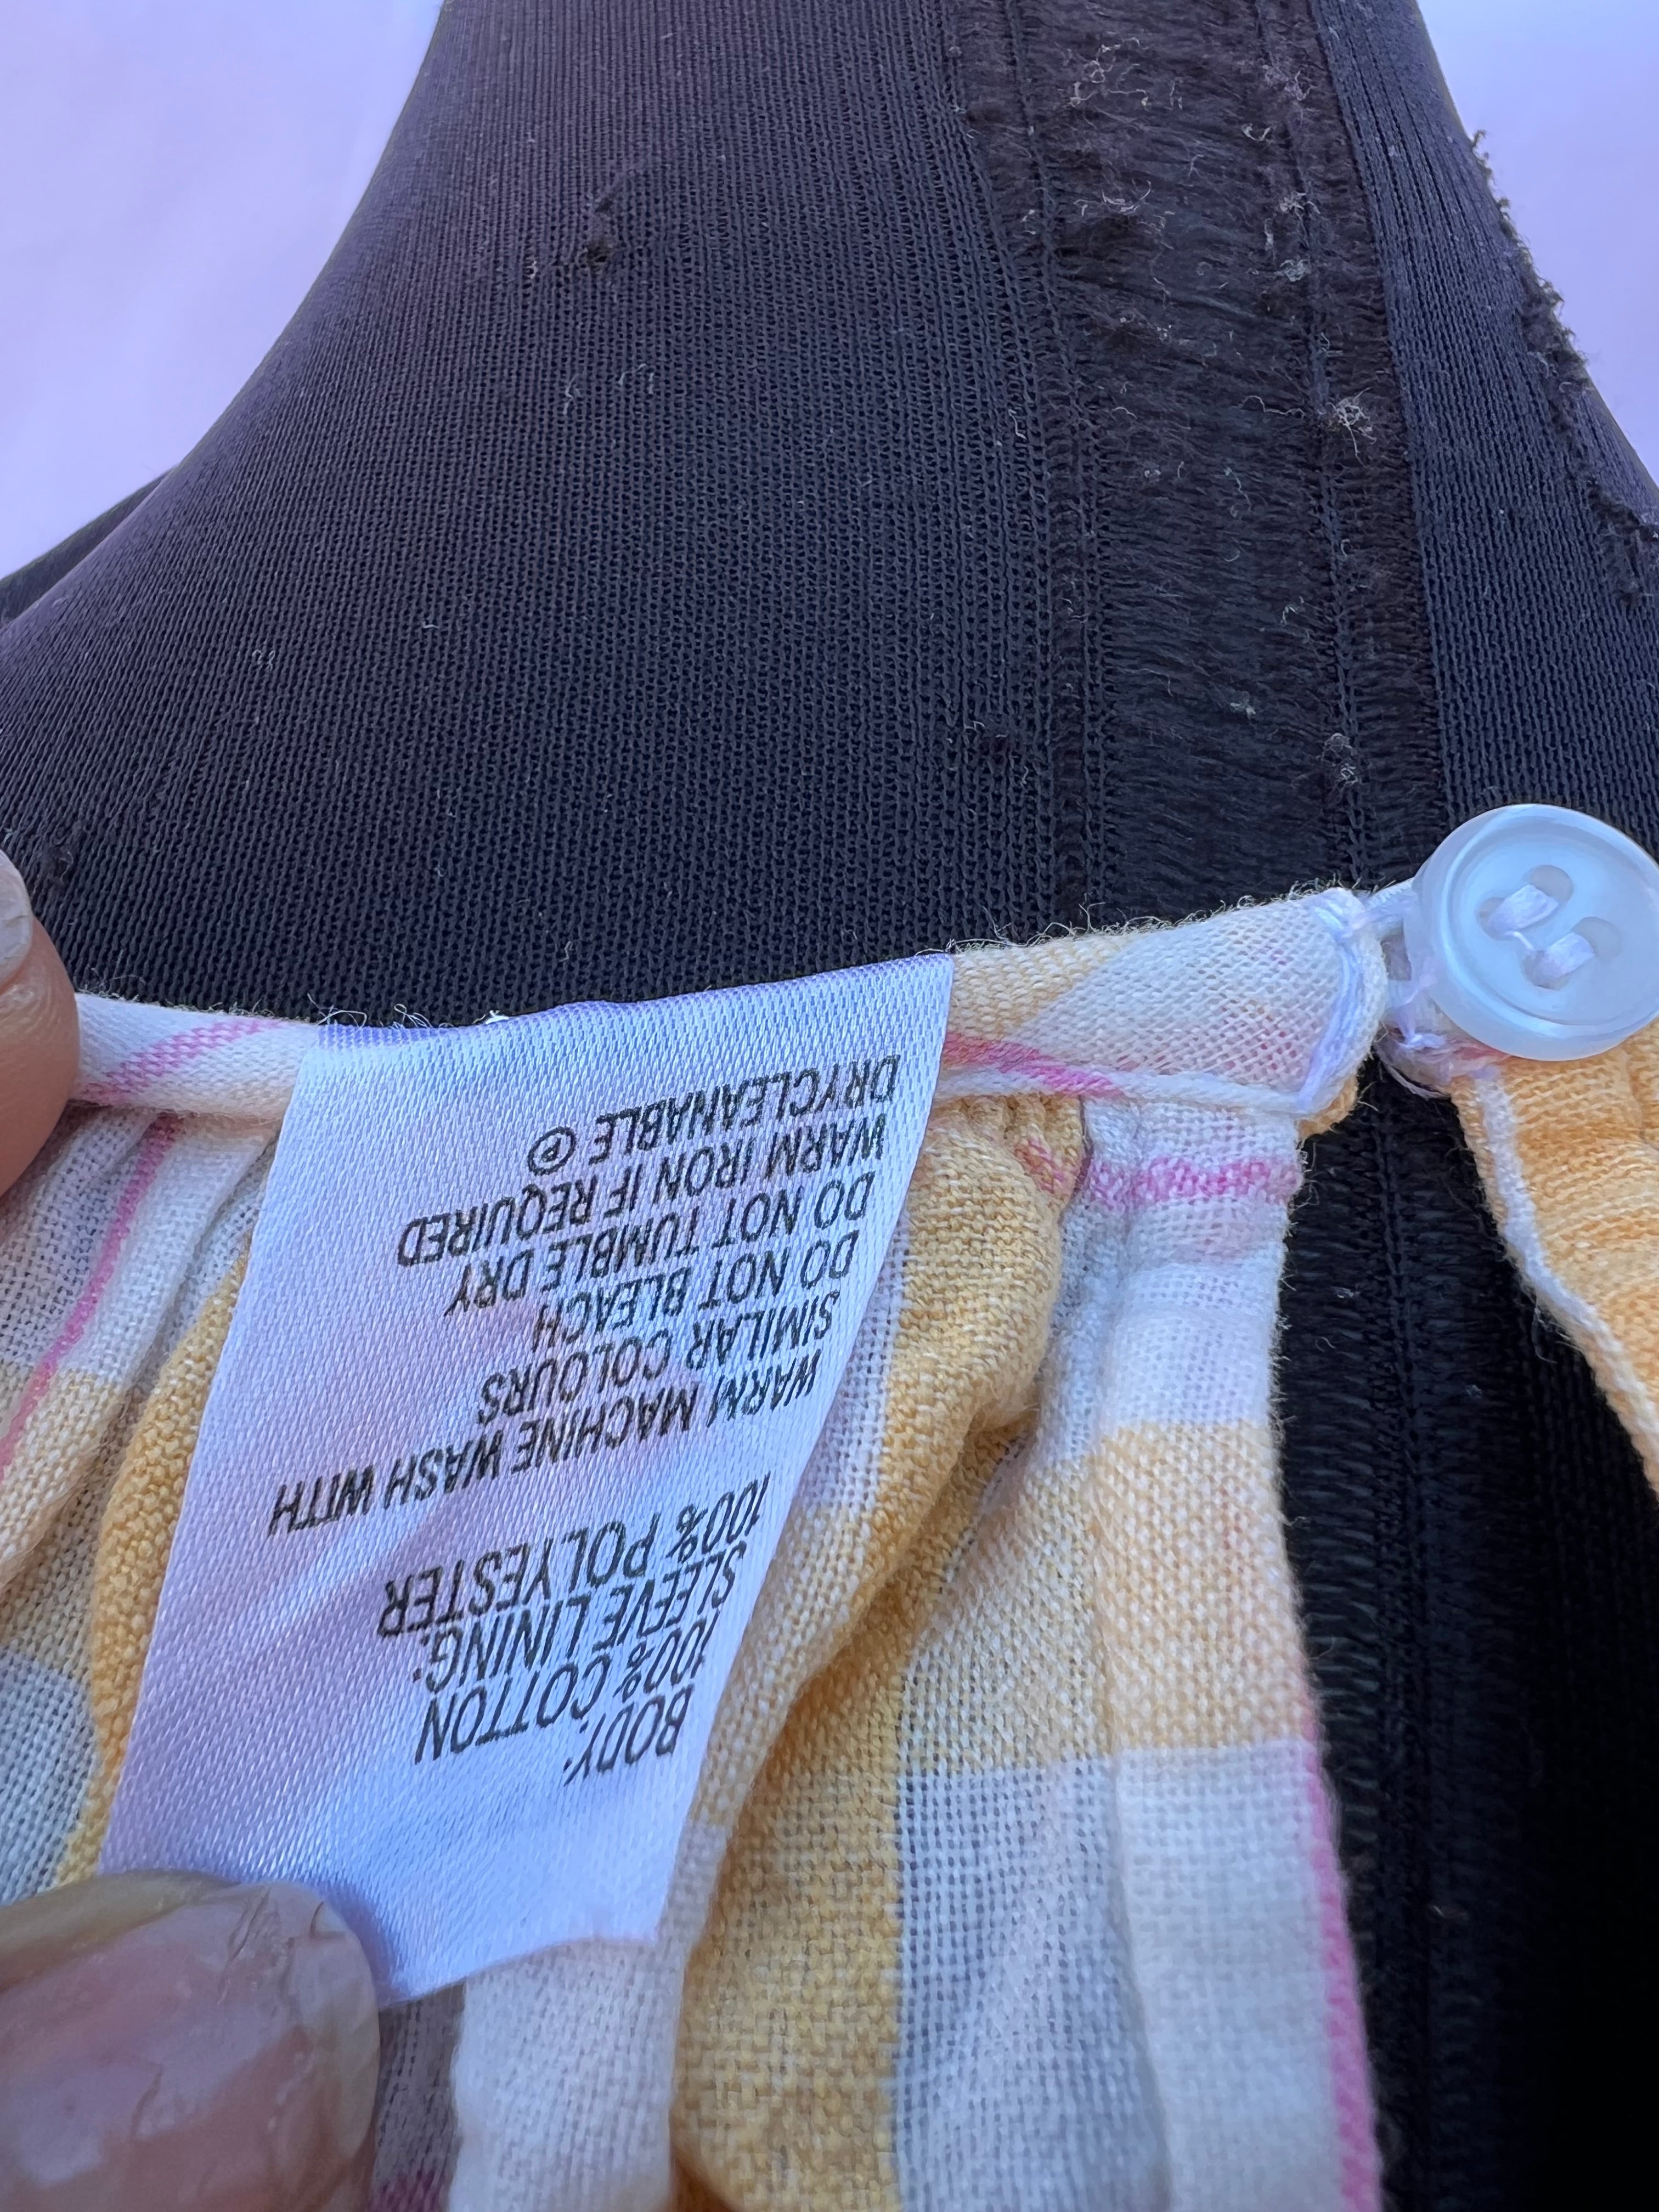 BODY:
100% COTTON
SLEEVE LINING:
100% POLYESTER
WARM MACHINE WASH WITH
SIMILAR COLOURS
DO NOT BLEACH
DO NOT TUMBLE DRY
WARM IRON IF REQUIRED
DRYCLEANABLE Ⓟ